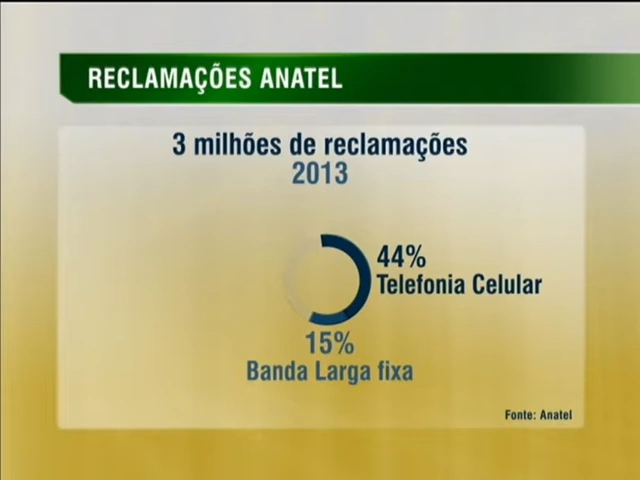 RECLAMAÇÕES ANATEL
3 milhões de reclamações
2013
44%
Telefonia Celular
15%
Banda Larga fixa
Fonte: Anatel